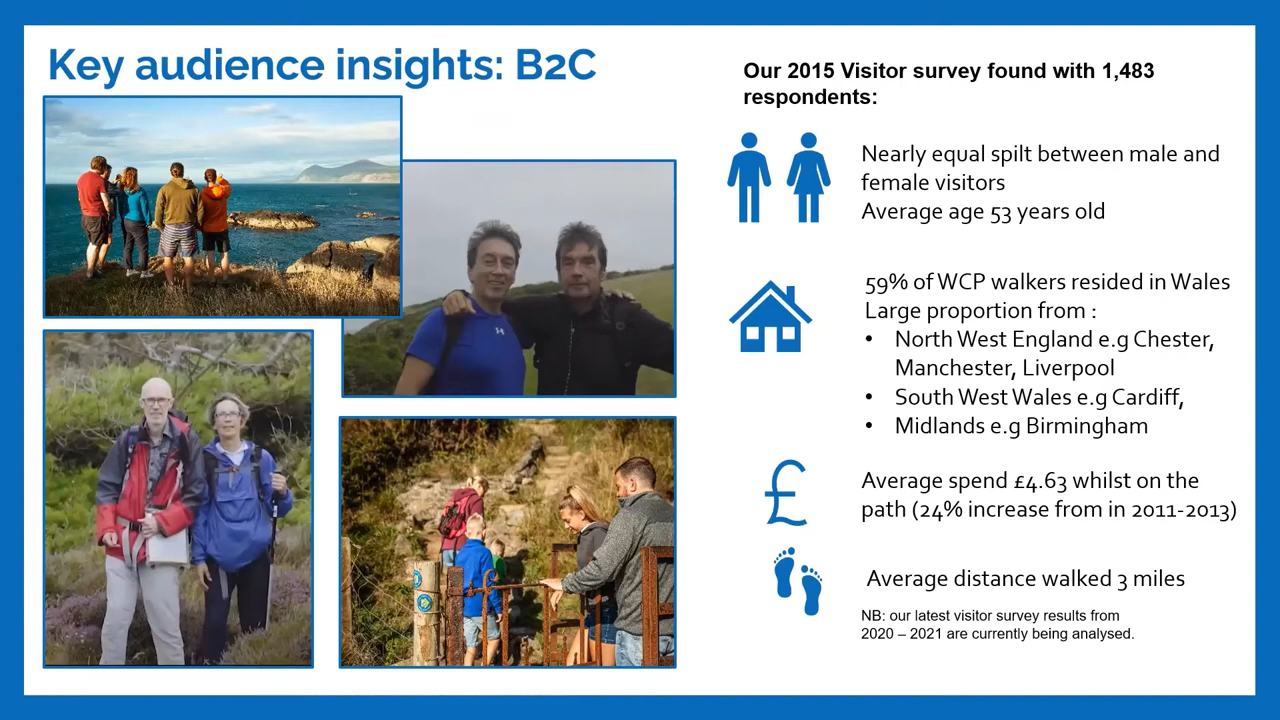 Key audience insights: B2C
Our 2015 Visitor survey found with 1,483
respondents:
Nearly equal spilt between male and
female visitors
Average age 53 years old
59% of WCP walkers resided in Wales
Large proportion from :
• North West England e.g Chester,
Manchester, Liverpool
• South West Wales e.g Cardiff,
• Midlands e.g Birmingham
£
Average spend £4.63 whilst on the
path (24% increase from in 2011-2013)
Average distance walked 3 miles
NB: our latest visitor survey results from
2020 – 2021 are currently being analysed.